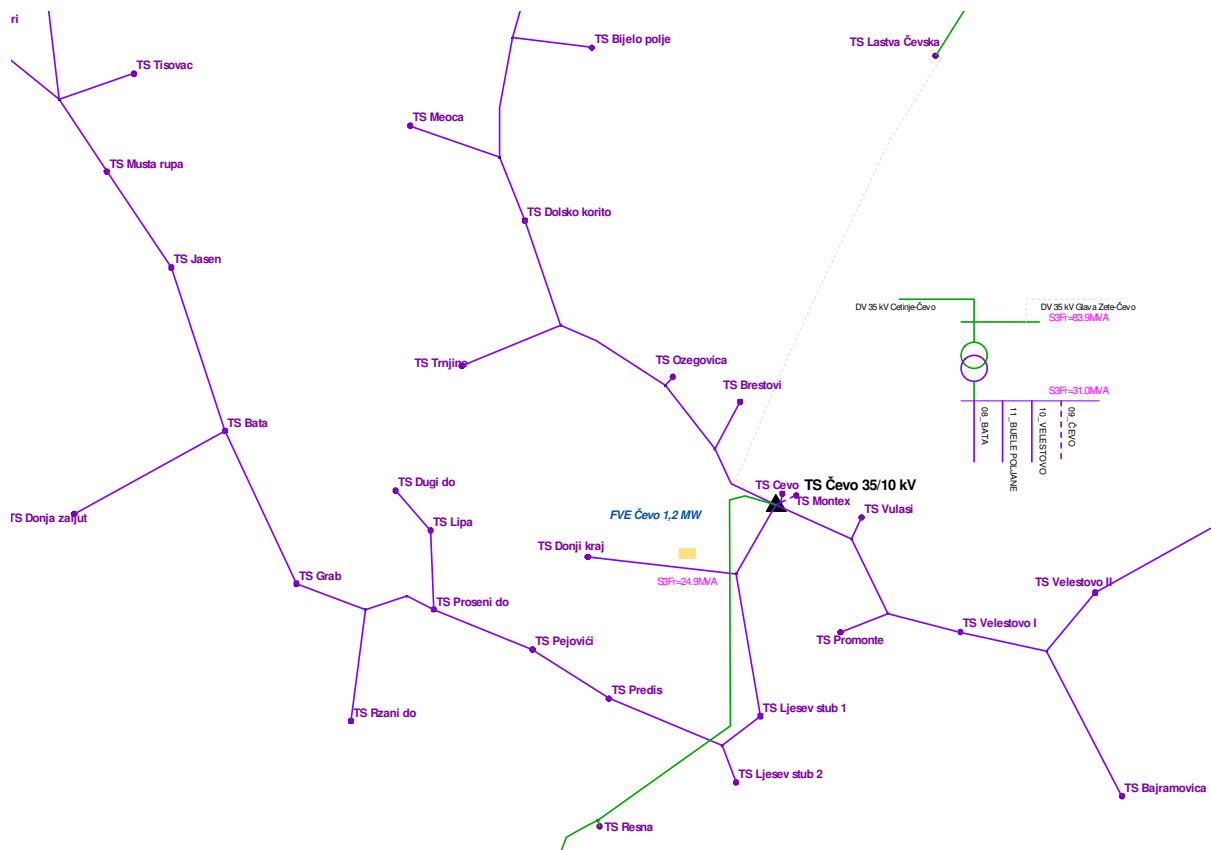 ri
TS Tisovac
TS Bijelo polje
TS Lastva Čevska
TS Meoca
TS Musta rupa
TS Dolsko korito
TS Jasen
DV 35 kV Cetinje-Čevo
DV 35 kV Glava Zete-Čevo
S3Fr=83.9MVA
TS Trnjine
TS Ozegovica
TS Brestovi
S3Fr=31.0MVA
08_BATA
11_BIJELE POLJANE
10_VELESTOVO
09_ČEVO
TS Bata
TS Dugi do
TS Cevo
TS Čevo 35/10 kV
TS Montex
TS Donja zaljut
TS Lipa
FVE Čevo 1,2 MW
TS Vulasi
TS Donji kraj
S3Fr=24.9MVA
TS Grab
TS Velestovo II
TS Proseni do
TS Pejovići
TS Promonte
TS Velestovo I
TS Predis
TS Rzani do
TS Ljesev stub 1
TS Ljesev stub 2
TS Bajramovica
TS Resna